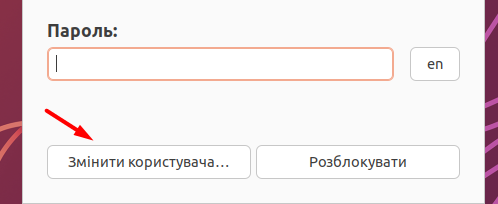 Пароль:
en
Змінити користувача...
Розблокувати